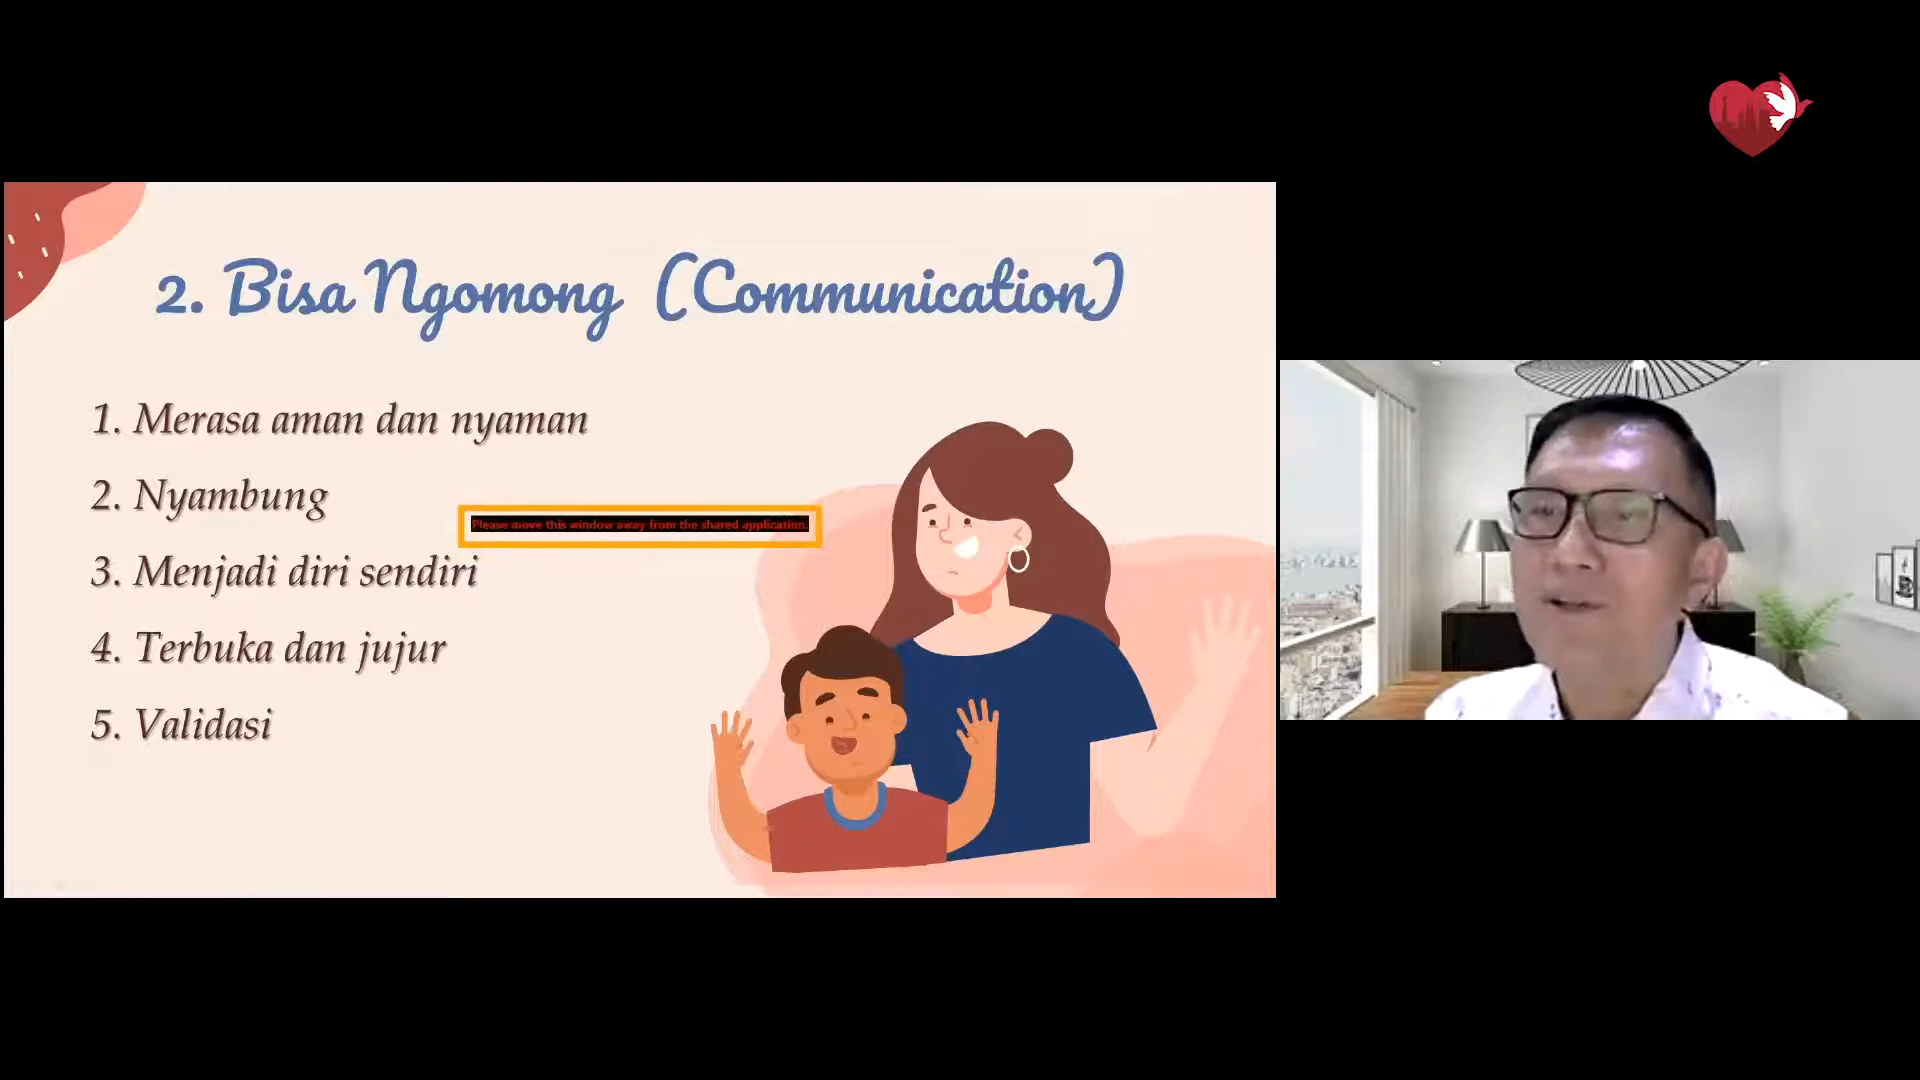 2. Bisa Ngomong (Communication)
1. Merasa aman dan nyaman
2. Nyambung
Please move this window away from the shared application.
3. Menjadi diri sendiri
4. Terbuka dan jujur
5. Validasi